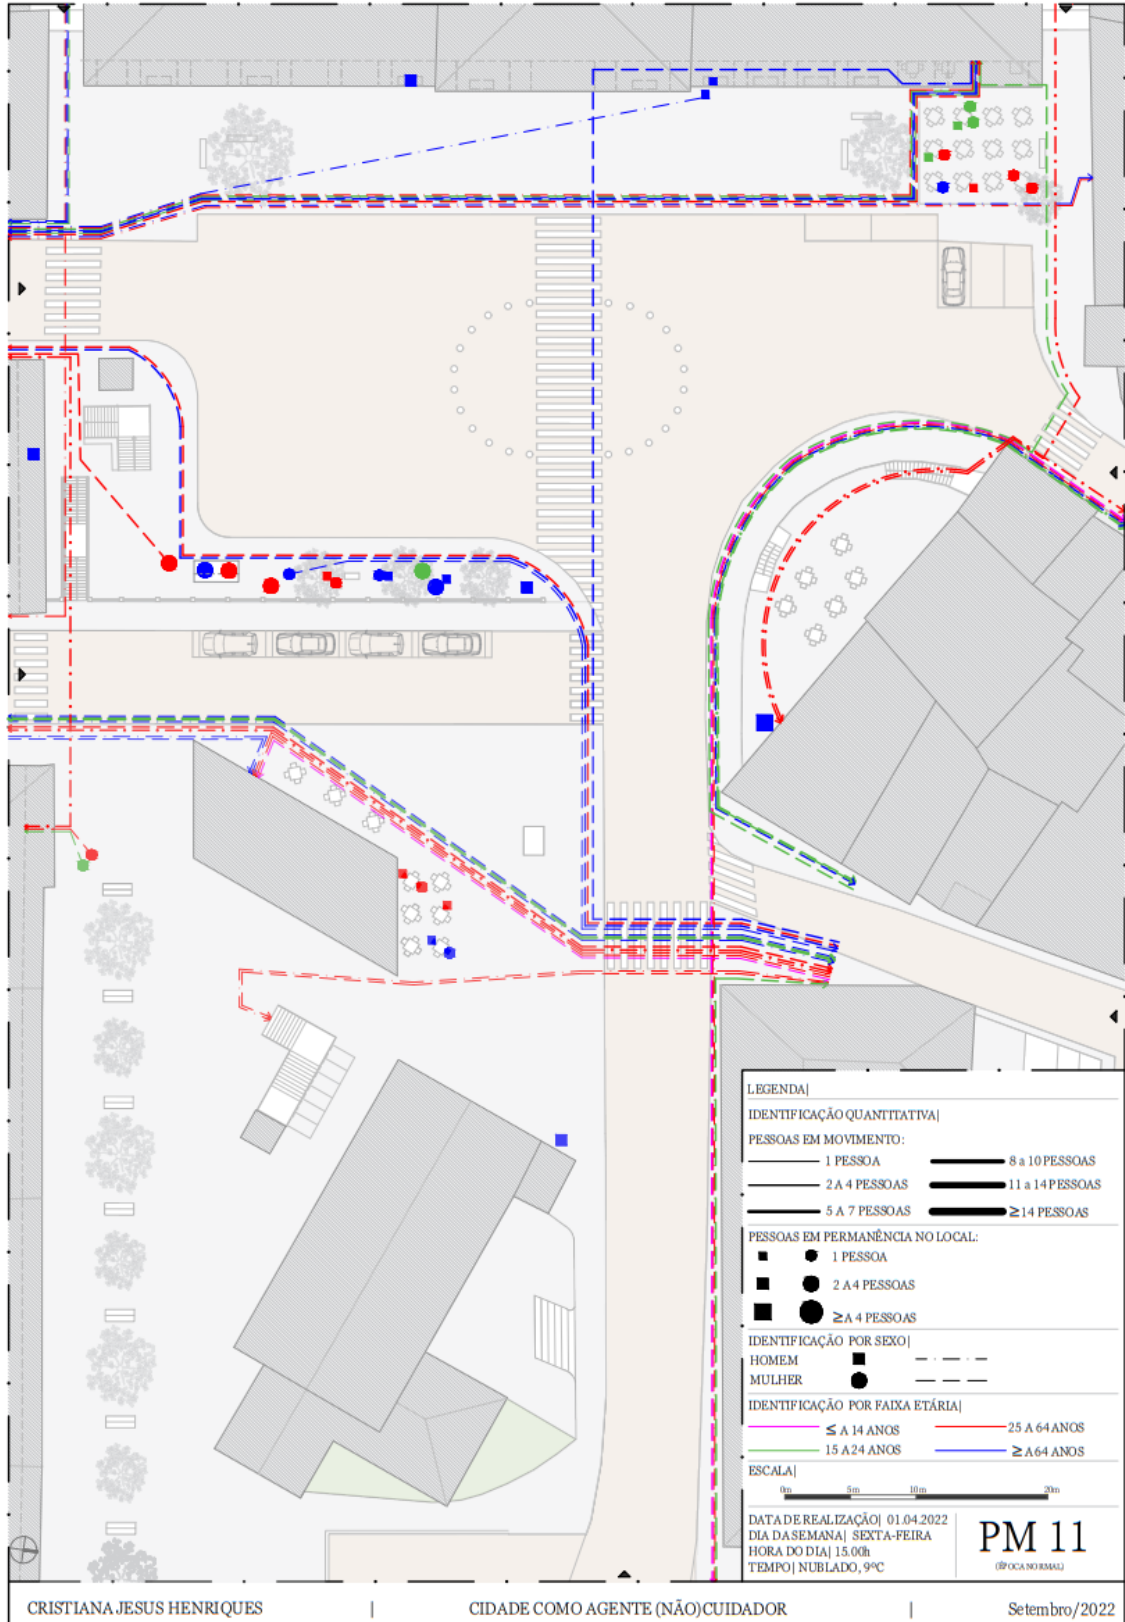 LEGENDA|
IDENTIFICAÇÃO QUANTITATIVA|
PESSOAS EM MOVIMENTO:
1 PESSOA
8 a 10 PESSOAS
2 A 4 PESSOAS
11 a 14 PESSOAS
5 A 7 PESSOAS
≥ 14 PESSOAS
PESSOAS EM PERMANÊNCIA NO LOCAL:
1 PESSOA
2 A 4 PESSOAS
≥ A 4 PESSOAS
IDENTIFICAÇÃO POR SEXO|
HOMEM
MULHER
IDENTIFICAÇÃO POR FAIXA ETÁRIA|
≤ A 14 ANOS
25 A 64 ANOS
15 A 24 ANOS
≥ A 64 ANOS
ESCALA|
0m 5m 10m 20m
DATA DE REALIZAÇÃO| 01.04.2022
DIA DA SEMANA| SEXTA-FEIRA
HORA DO DIA| 15.00h
TEMPO| NUBLADO, 9ºC
PM 11
(ÉPOCA NORMAL)
CRISTIANA JESUS HENRIQUES | CIDADE COMO AGENTE (NÃO)CUIDADOR | Setembro/2022